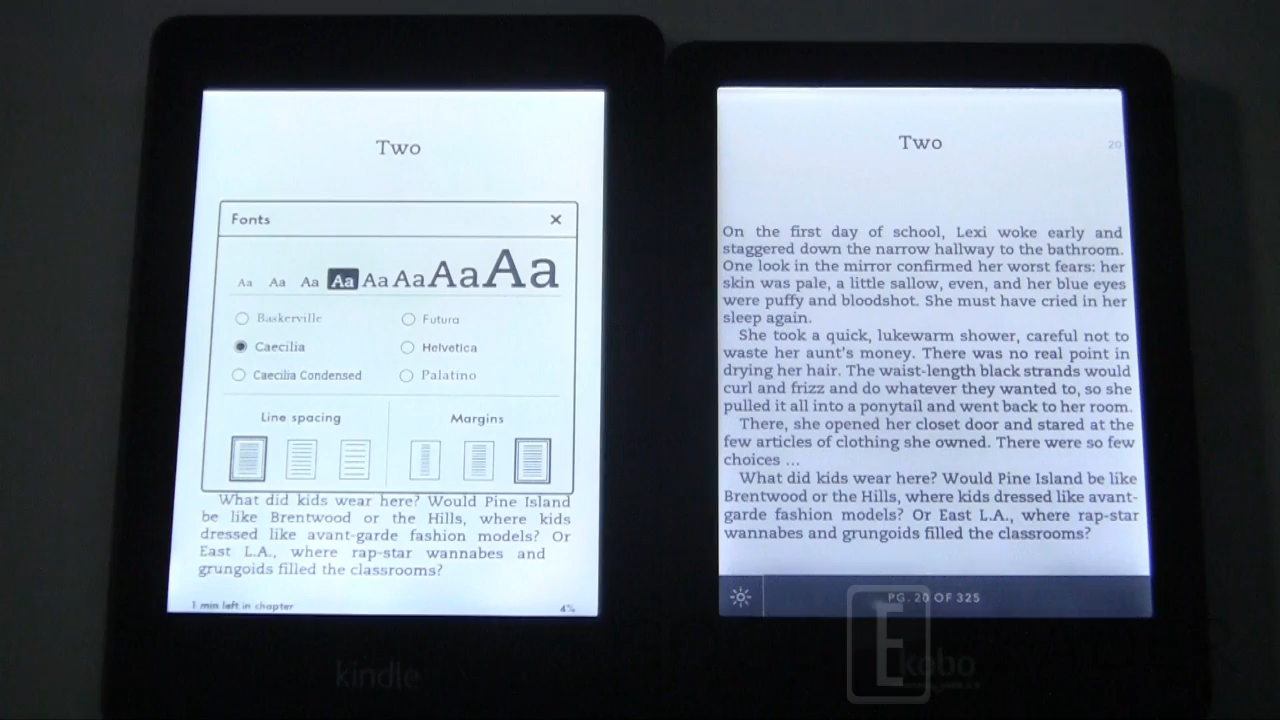 Two
Fonts ×
Aa Aa Aa Aa Aa Aa Aa Aa
Baskerville
Futura
Caecilia
Helvetica
Caecilia Condensed
Palatino
Line spacing
Margins
What did kids wear here? Would Pine Island
be like Brentwood or the Hills, where kids
dressed like avant-garde fashion models? Or
East L.A., where rap-star wannabes and
grungoids filled the classrooms?
1 min left in chapter
4%
kindle
Two
20
On the first day of school, Lexi woke early and
staggered down the narrow hallway to the bathroom.
One look in the mirror confirmed her worst fears: her
skin was pale, a little sallow, even, and her blue eyes
were puffy and bloodshot. She must have cried in her
sleep again.
She took a quick, lukewarm shower, careful not to
waste her aunt's money. There was no real point in
drying her hair. The waist-length black strands would
curl and frizz and do whatever they wanted to, so she
pulled it all into a ponytail and went back to her room.
There, she opened her closet door and stared at the
few articles of clothing she owned. There were so few
choices ...
What did kids wear here? Would Pine Island be like
Brentwood or the Hills, where kids dressed like avant-
garde fashion models? Or East L.A., where rap-star
wannabes and grungoids filled the classrooms?
PG. 20 OF 325
E
kobo